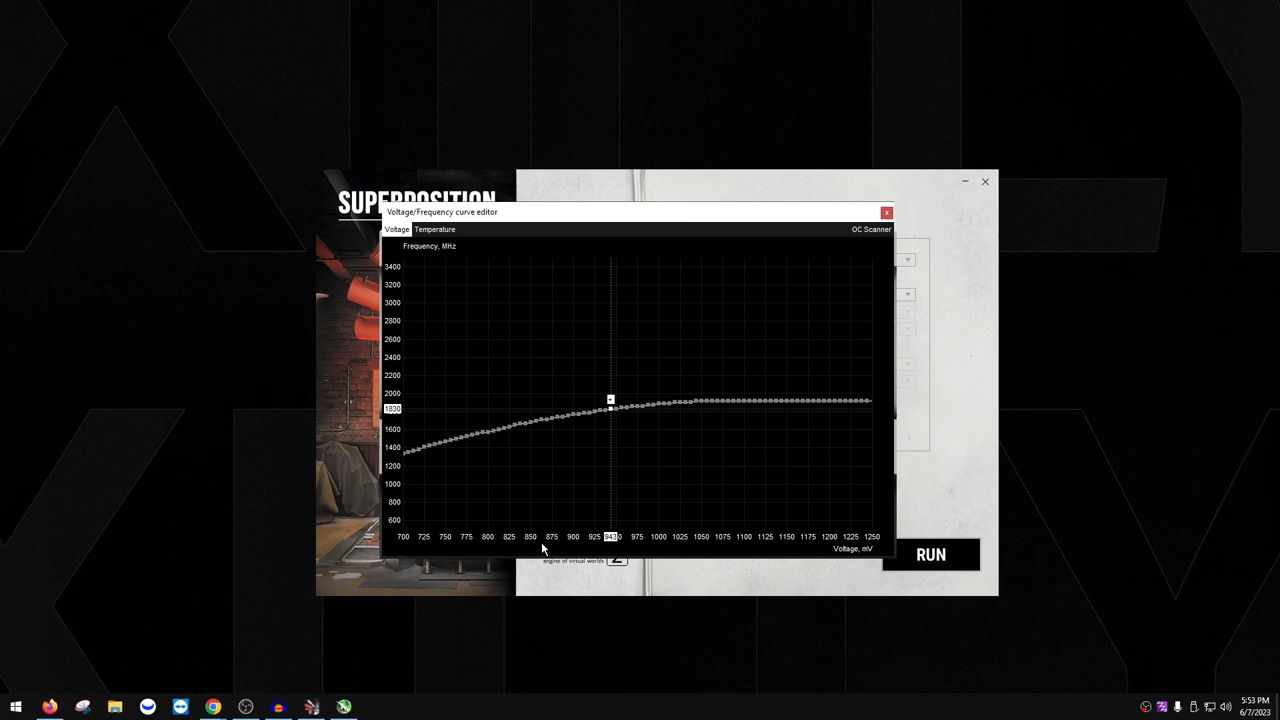 SUPERPOSITION
Voltage/Frequency curve editor
x
Voltage Temperature OC Scanner
Frequency, MHz
3400
3200
3000
2800
2600
2400
2200
2000
1830
1600
1400
1200
1000
800
600
700 725 750 775 800 825 850 875 900 925 943 975 1000 1025 1050 1075 1100 1125 1150 1175 1200 1225 1250
Voltage, mV
engine of virtual worlds
RUN
5:53 PM
6/7/2023